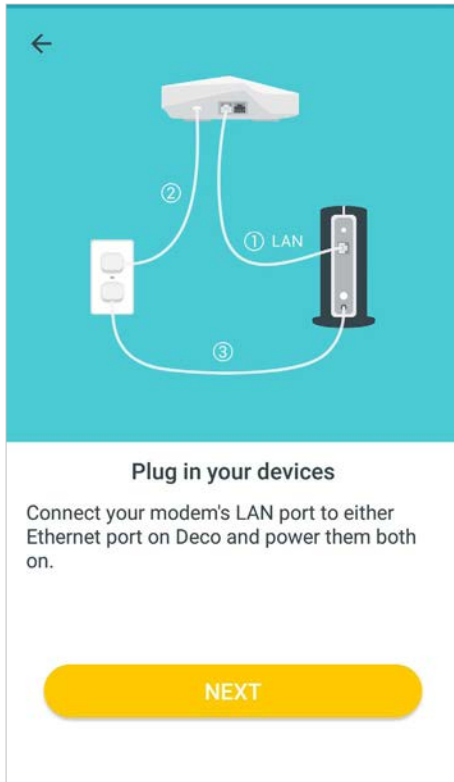 ②
① LAN
③
Plug in your devices
Connect your modem's LAN port to either
Ethernet port on Deco and power them both
on.
NEXT